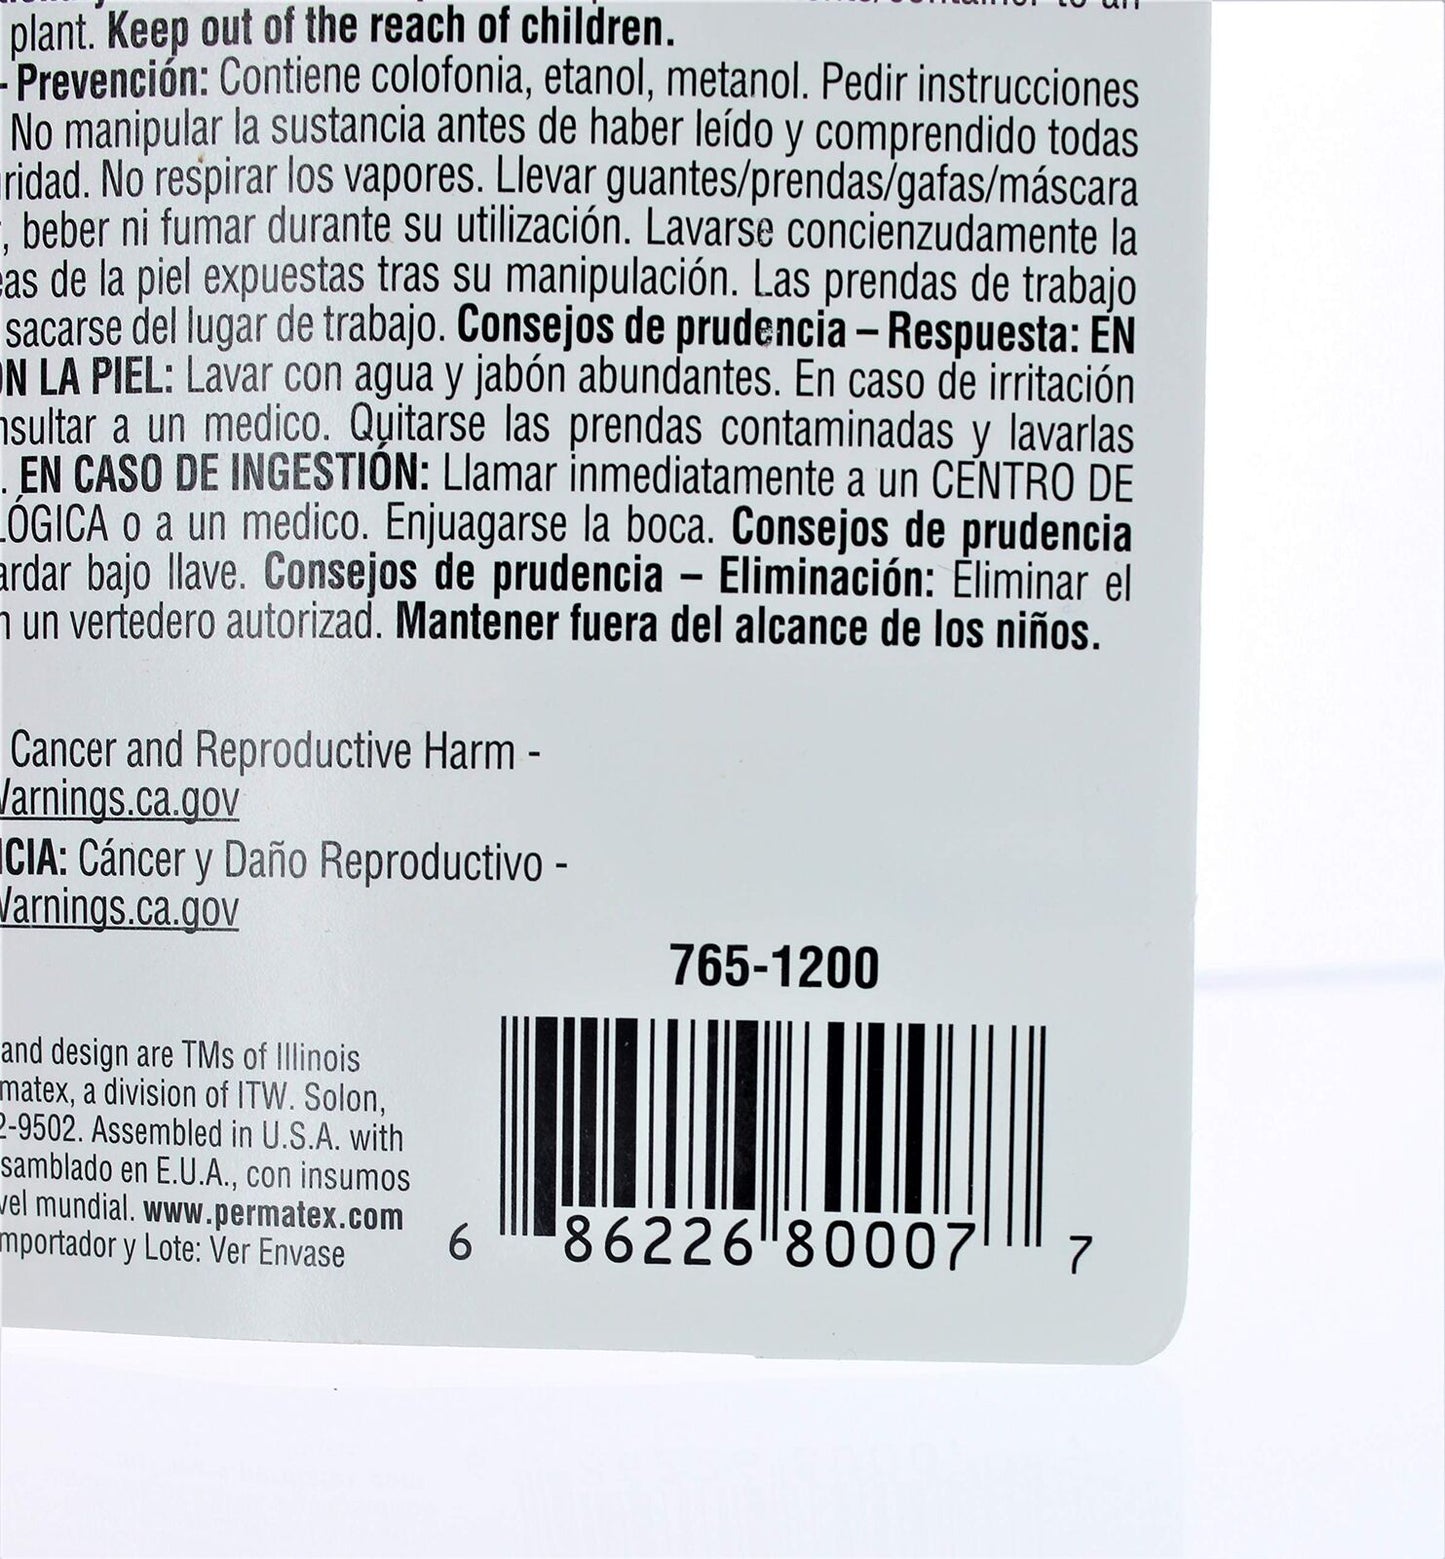 plant. Keep out of the reach of children.
- Prevención: Contiene colofonia, etanol, metanol. Pedir instrucciones
No manipular la sustancia antes de haber leído y comprendido todas
ridad. No respirar los vapores. Llevar guantes/prendas/gafas/máscara
, beber ni fumar durante su utilización. Lavarse concienzudamente la
eas de la piel expuestas tras su manipulación. Las prendas de trabajo
sacarse del lugar de trabajo. Consejos de prudencia – Respuesta: EN
ON LA PIEL: Lavar con agua y jabón abundantes. En caso de irritación
nsultar a un medico. Quitarse las prendas contaminadas y lavarlas
. EN CASO DE INGESTIÓN: Llamar inmediatamente a un CENTRO DE
LÓGICA o a un medico. Enjuagarse la boca. Consejos de prudencia
ardar bajo llave. Consejos de prudencia – Eliminación: Eliminar el
n un vertedero autorizad. Mantener fuera del alcance de los niños.
Cancer and Reproductive Harm -
Warnings.ca.gov
CIA: Cáncer y Daño Reproductivo -
Warnings.ca.gov
765-1200
and design are TMs of Illinois
matex, a division of ITW. Solon,
2-9502. Assembled in U.S.A. with
samblado en E.U.A., con insumos
vel mundial. www.permatex.com
mportador y Lote: Ver Envase
6 86226 80007 7